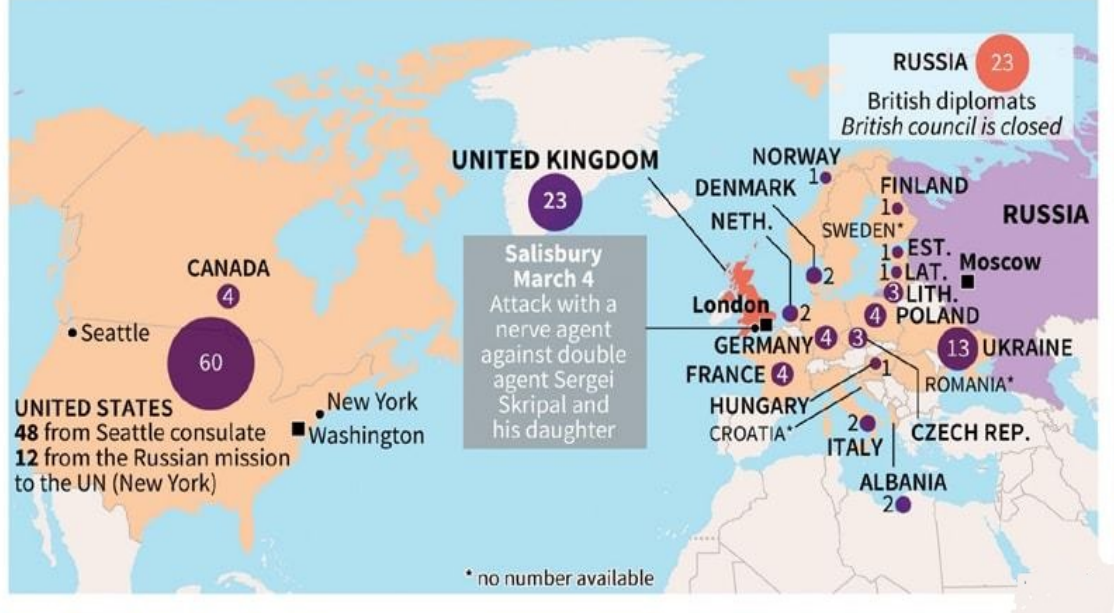 RUSSIA 23
British diplomats
British council is closed
UNITED KINGDOM
23
Salisbury
March 4
Attack with a
nerve agent
against double
agent Sergei
Skripal and
his daughter
CANADA
4
Seattle
60
UNITED STATES
48 from Seattle consulate
12 from the Russian mission
to the UN (New York)
New York
Washington
NORWAY
1
DENMARK
2
NETH.
2
FINLAND
1
SWEDEN*
1 EST.
1 LAT.
3 LITH.
RUSSIA
Moscow
London
4 POLAND
GERMANY 4
3
13 UKRAINE
FRANCE 4
1
ROMANIA*
HUNGARY
CROATIA*
2
ITALY
CZECH REP.
ALBANIA
2
* no number available